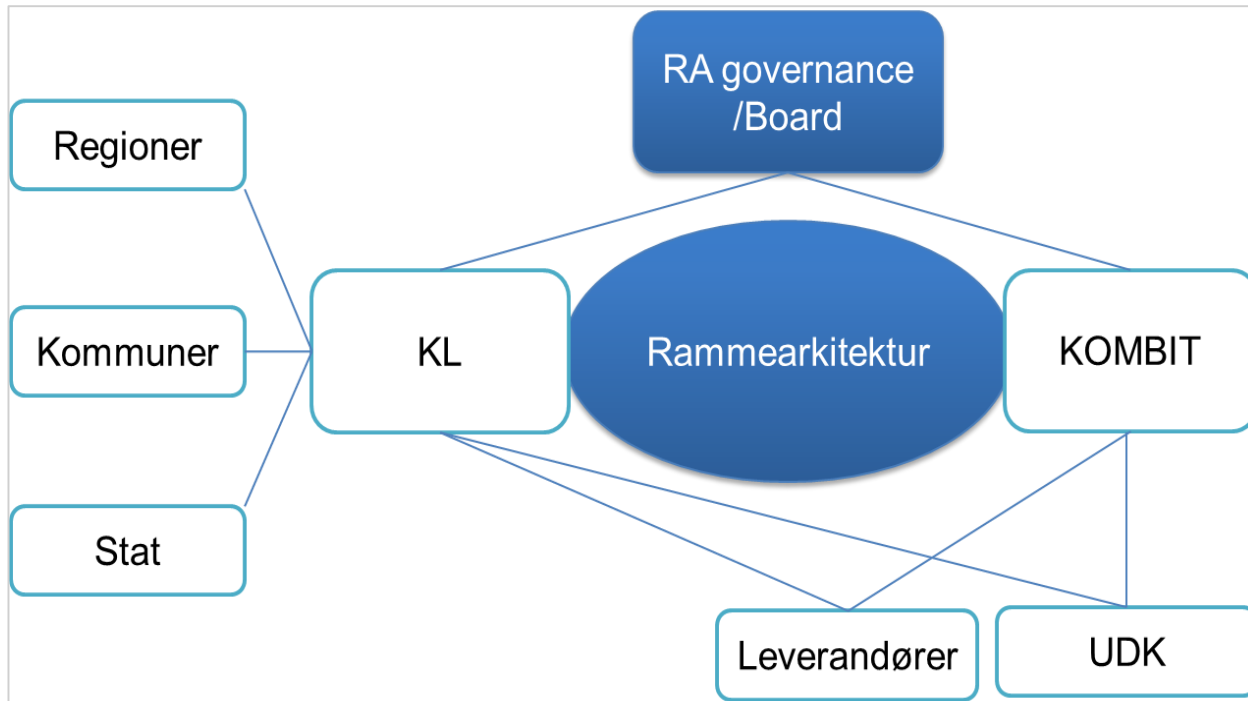 RA governance
/Board
Regioner
Kommuner
KL
Rammearkitektur
KOMBIT
Stat
Leverandører
UDK